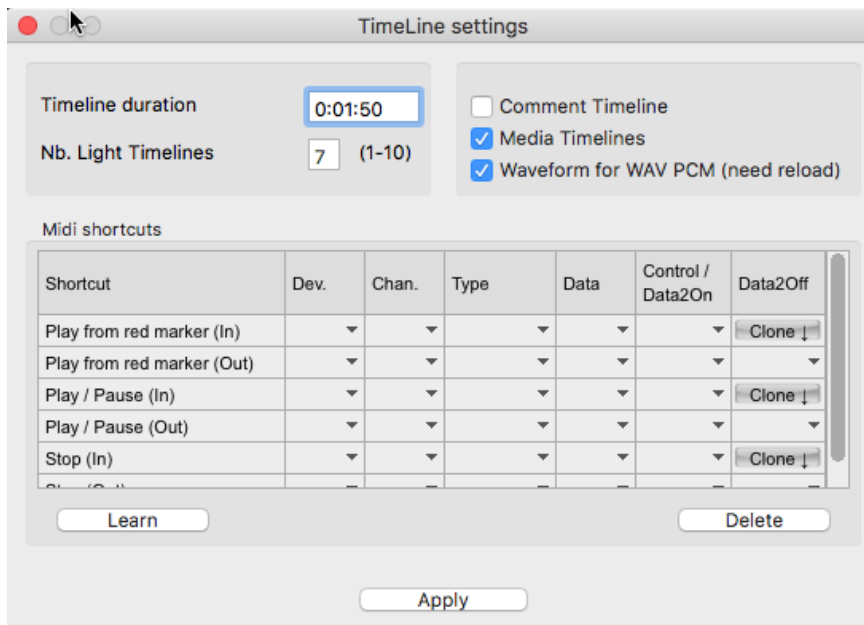 TimeLine settings
Timeline duration 0:01:50
Nb. Light Timelines 7 (1-10)
Comment Timeline
Media Timelines
Waveform for WAV PCM (need reload)
Midi shortcuts
Shortcut Dev. Chan. Type Data Control / Data2On Data2Off
Play from red marker (In) Clone ↓
Play from red marker (Out)
Play / Pause (In) Clone ↓
Play / Pause (Out)
Stop (In) Clone ↓
Learn Delete
Apply